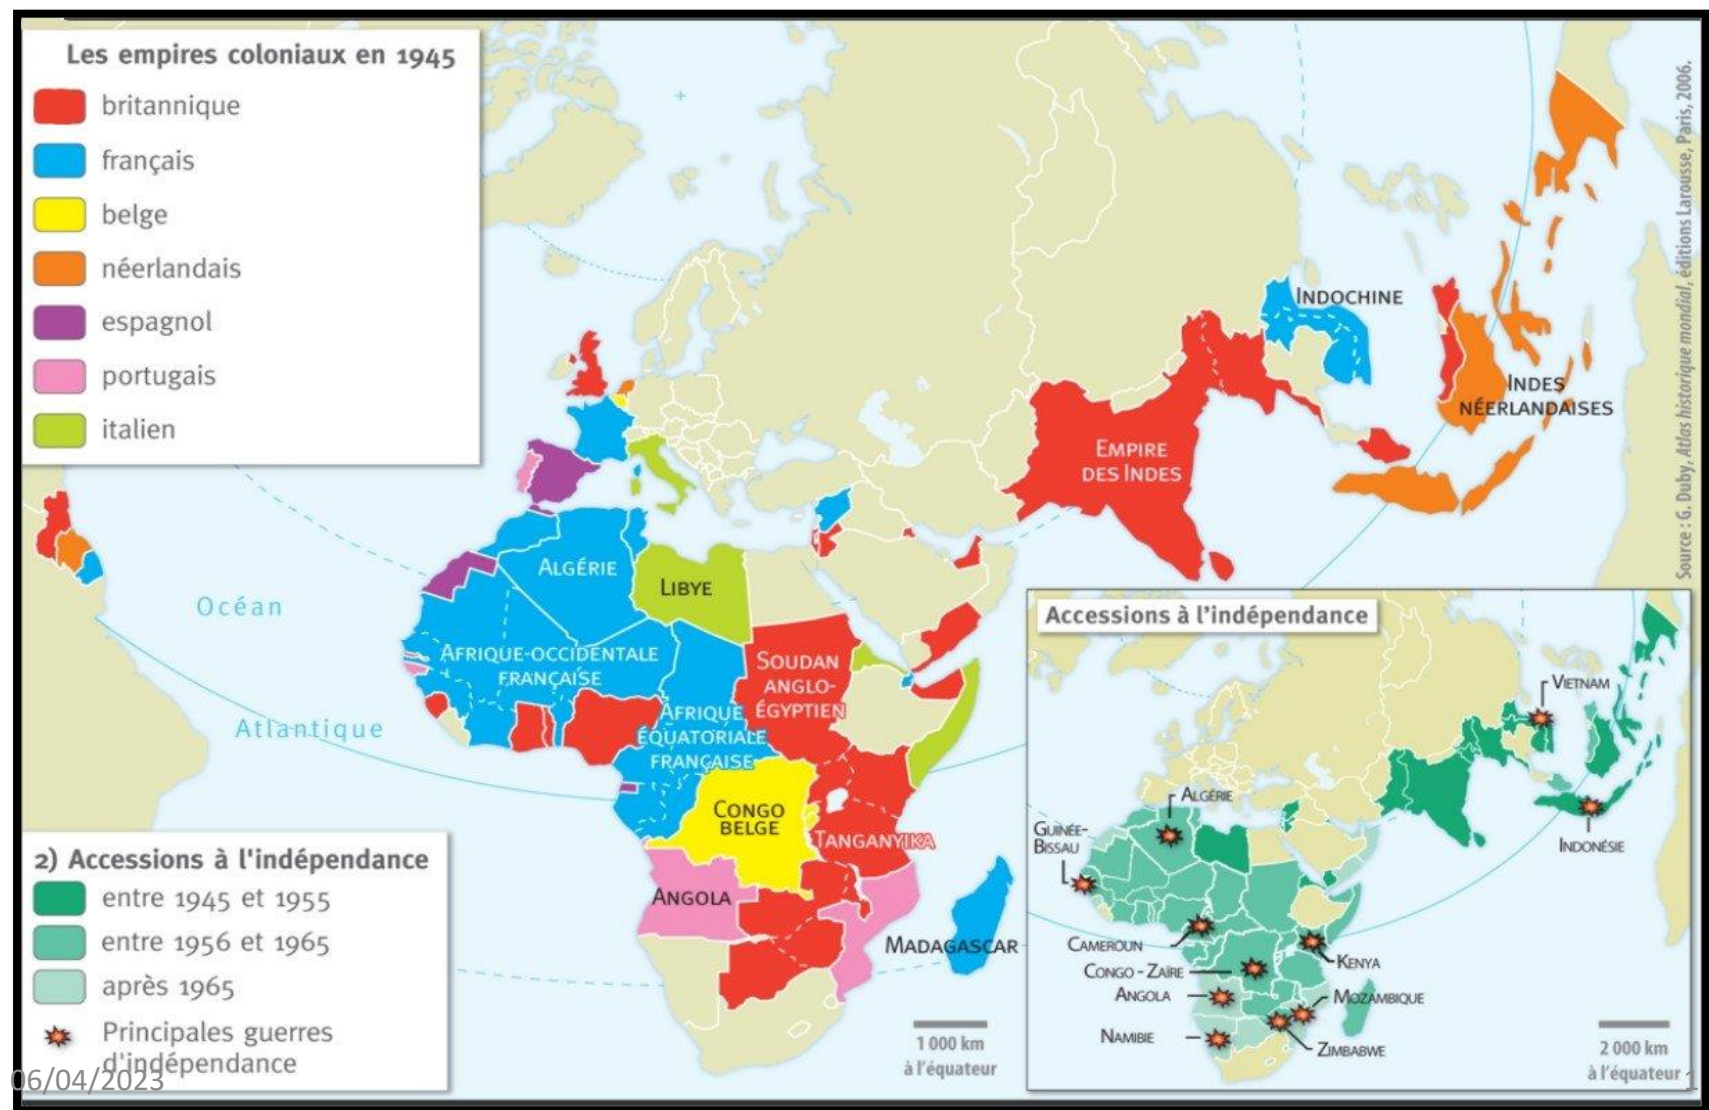 Les empires coloniaux en 1945
britannique
français
belge
néerlandais
espagnol
portugais
italien
Océan
Atlantique
ALGÉRIE
LIBYE
AFRIQUE-OCCIDENTALE
FRANÇAISE
SOUDAN
ANGLO-
ÉGYPTIEN
AFRIQUE
ÉQUATORIALE
FRANÇAISE
CONGO
BELGE
TANGANYIKA
ANGOLA
MADAGASCAR
EMPIRE
DES INDES
INDOCHINE
INDES
NÉERLANDAISES
1 000 km
à l'équateur
Source : G. Duby, Atlas historique mondial, éditions Larousse, Paris, 2006.
2) Accessions à l'indépendance
entre 1945 et 1955
entre 1956 et 1965
après 1965
Principales guerres
d'indépendance
Accessions à l'indépendance
VIETNAM
ALGÉRIE
GUINÉE-
BISSAU
INDONÉSIE
CAMEROUN
KENYA
CONGO - ZAÏRE
ANGOLA
MOZAMBIQUE
NAMIBIE
ZIMBABWE
2 000 km
à l'équateur
06/04/2023
1